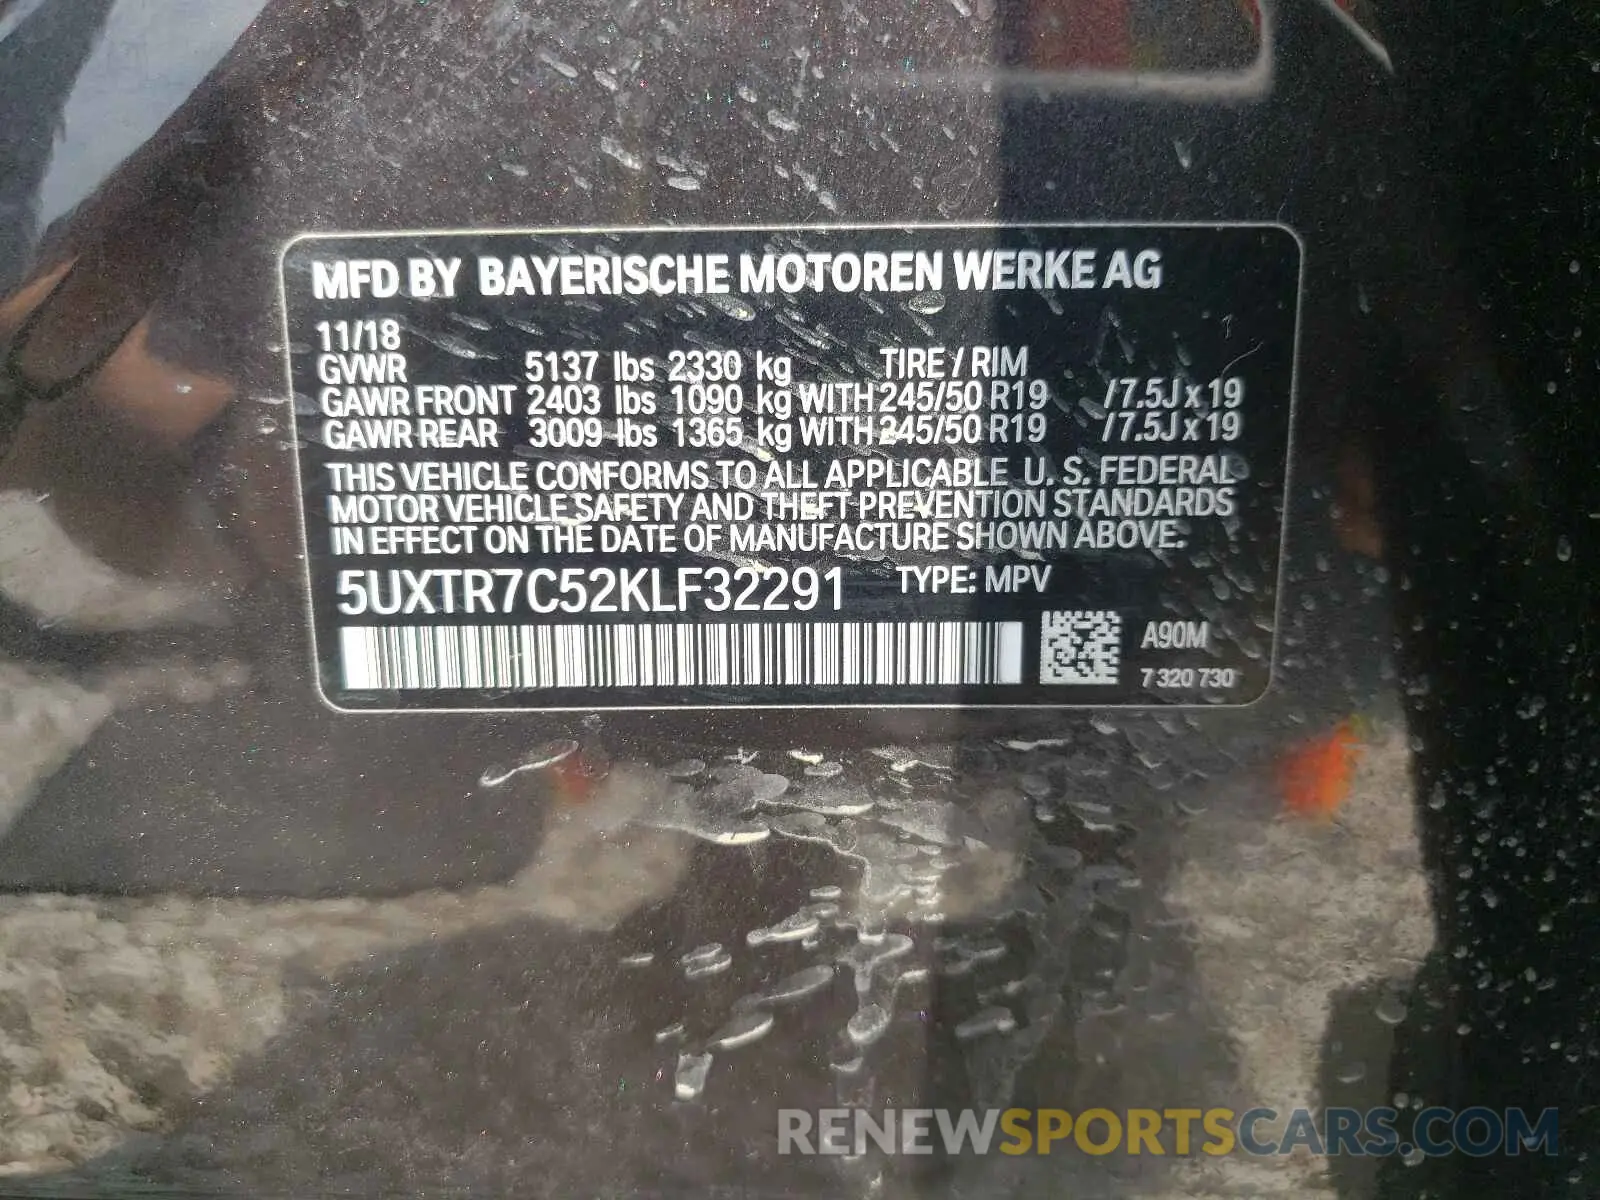 MFD BY BAYERISCHE MOTOREN WERKE AG
11/18
GVWR 5137 lbs 2330 kg TIRE / RIM
GAWR FRONT 2403 lbs 1090 kg WITH 245/50 R19 /7.5J x 19
GAWR REAR 3009 lbs 1365 kg WITH 245/50 R19 /7.5J x 19
THIS VEHICLE CONFORMS TO ALL APPLICABLE U. S. FEDERAL
MOTOR VEHICLE SAFETY AND THEFT PREVENTION STANDARDS
IN EFFECT ON THE DATE OF MANUFACTURE SHOWN ABOVE.
5UXTR7C52KLF32291 TYPE: MPV
A90M
7 320 730
RENEWSPORTSCARS.COM